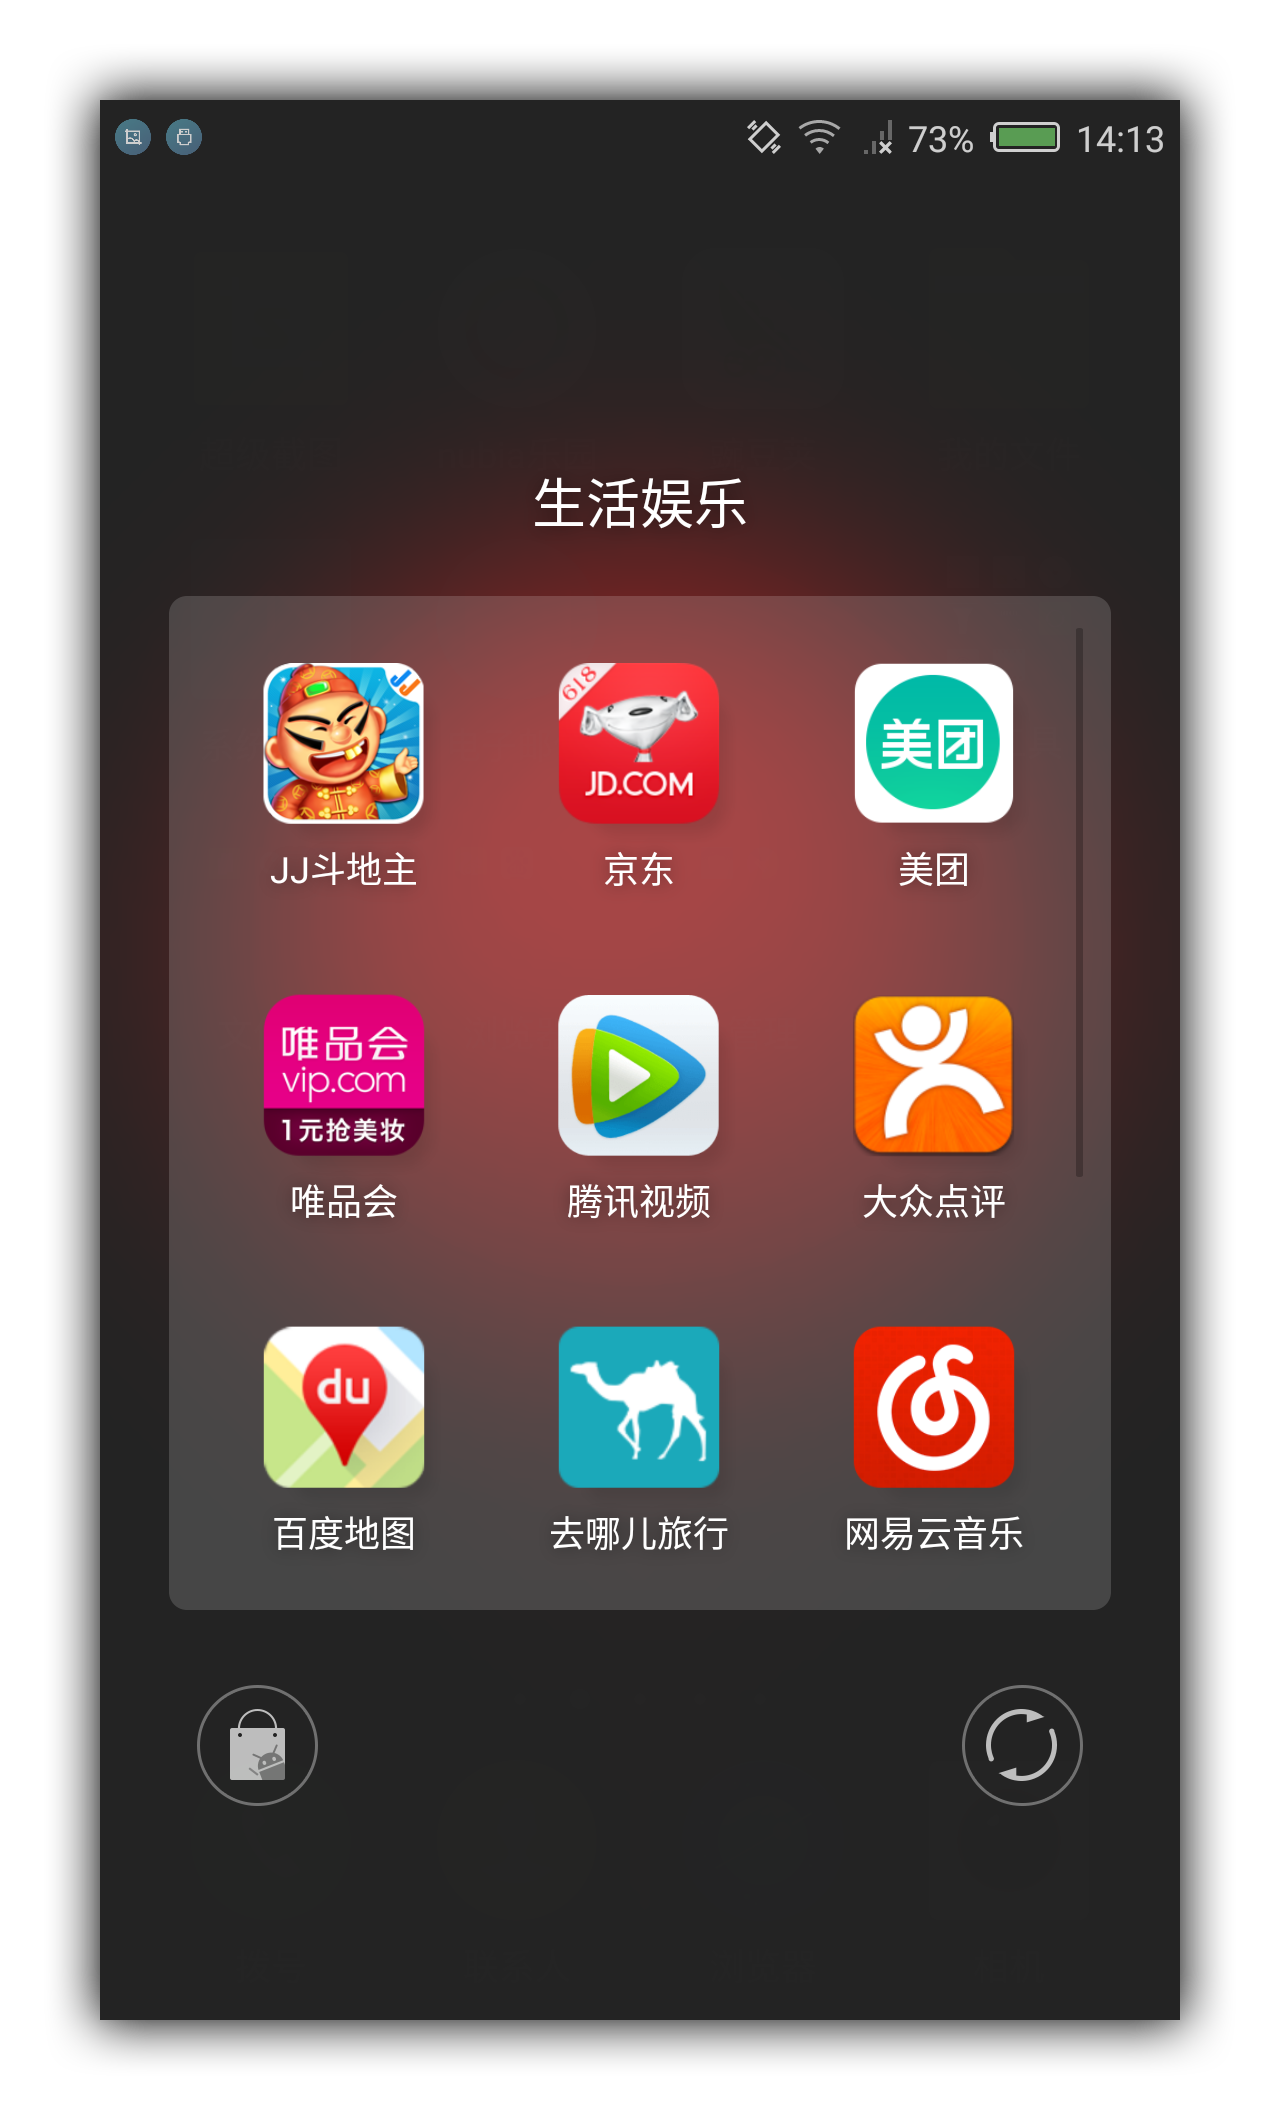 73% 14:13
生活娱乐
JJ
618
JD.COM
美团
JJ斗地主 京东 美团
唯品会
vip.com
1元抢美妆
唯品会 腾讯视频 大众点评
du
百度地图 去哪儿旅行 网易云音乐